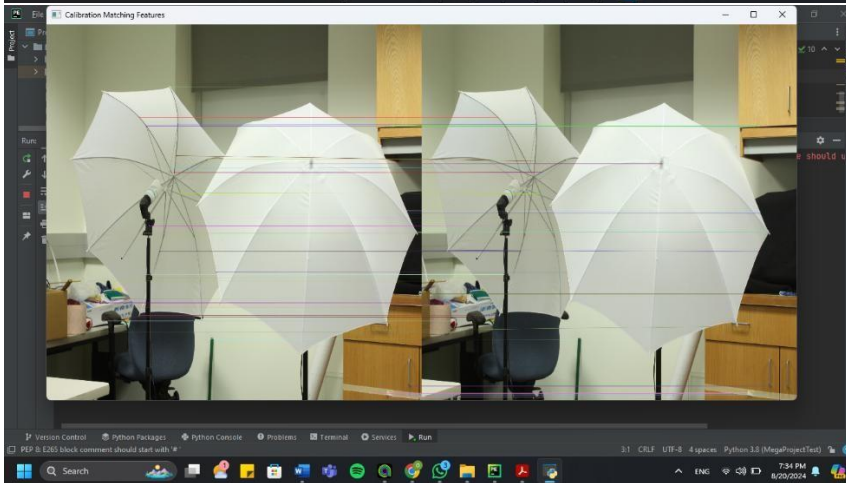 File
Calibration Matching Features
Project
10
Run:
e should u
Version Control
Python Packages
Python Console
Problems
Terminal
Services
Run
PEP 8: E265 block comment should start with '# '
3:1 CRLF UTF-8 4 spaces Python 3.8 (MegaProjectTest)
Search
ENG
7:34 PM
8/20/2024